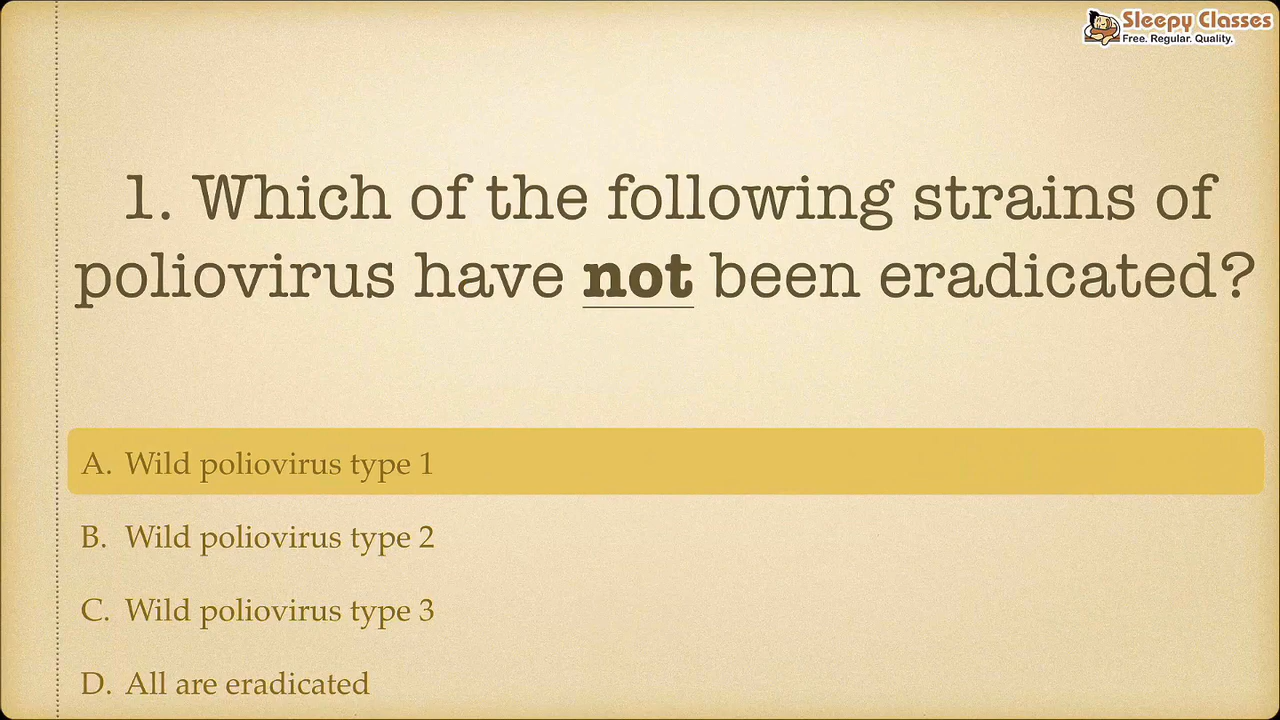 Sleepy Classes
Free. Regular. Quality.
1. Which of the following strains of
poliovirus have not been eradicated?
A. Wild poliovirus type 1
B. Wild poliovirus type 2
C. Wild poliovirus type 3
D. All are eradicated